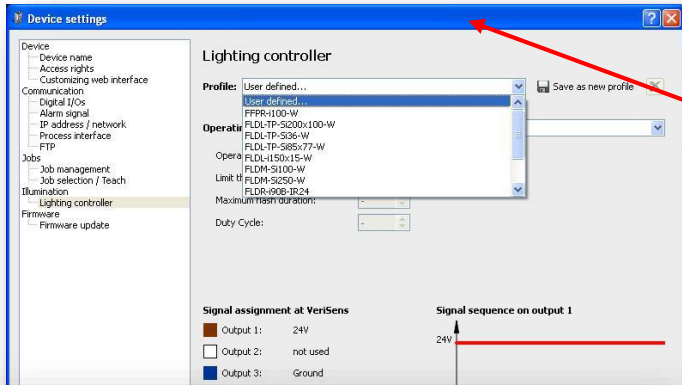 Device settings
Device
Device name
Access rights
Customizing web interface
Communication
Digital I/Os
Alarm signal
IP address / network
Process interface
FTP
Jobs
Job management
Job selection / Teach
Illumination
Lighting controller
Firmware
Firmware update
Lighting controller
Profile: User defined... Save as new profile
User defined...
FFPR-i100-W
FLDL-TP-Si200x100-W
FLDL-TP-Si36-W
FLDL-TP-Si85x77-W
FLDL-i150x15-W
FLDM-Si100-W
FLDM-Si250-W
FLDR-i90B-IR24
Maximum flash duration: -
Duty Cycle: -
Signal assignment at VeriSens
Output 1: 24V
Output 2: not used
Output 3: Ground
Signal sequence on output 1
24V